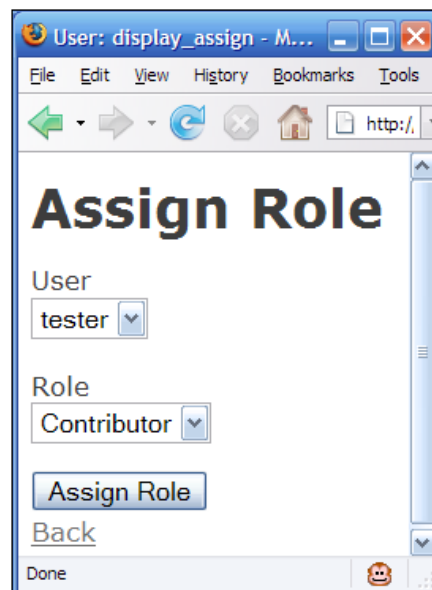 User: display_assign - M...
File Edit View History Bookmarks Tools
http:/
Assign Role
User
tester
Role
Contributor
Assign Role
Back
Done